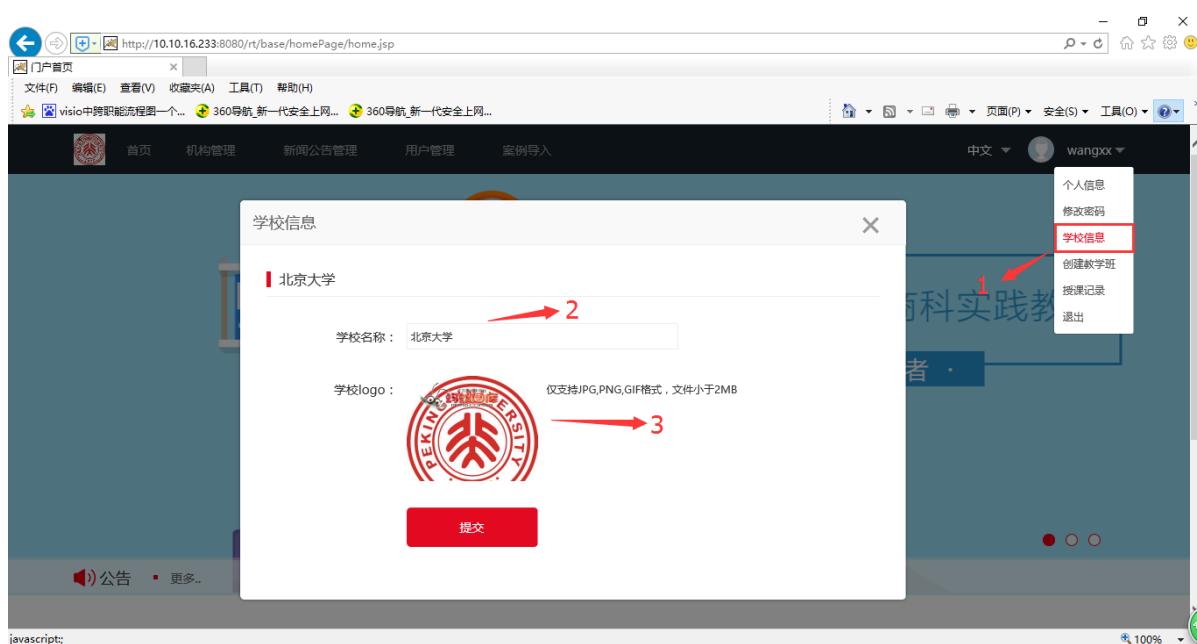 http://10.10.16.233:8080/rt/base/homePage/home.jsp
门户首页
文件(F) 编辑(E) 查看(V) 收藏夹(A) 工具(T) 帮助(H)
visio中跨职能流程图一个... 360导航_新一代安全上网... 360导航_新一代安全上网...
页面(P) 安全(S) 工具(O)
首页 机构管理 新闻公告管理 用户管理 案例导入 中文 wangxx
个人信息
修改密码
学校信息
创建教学班
授课记录
退出
1
学校信息
北京大学
2
学校名称： 北京大学
学校logo： 仅支持JPG,PNG,GIF格式，文件小于2MB
PEKING UNIVERSITY
3
提交
商科实践教
者 ·
公告 更多..
javascript:;
100%